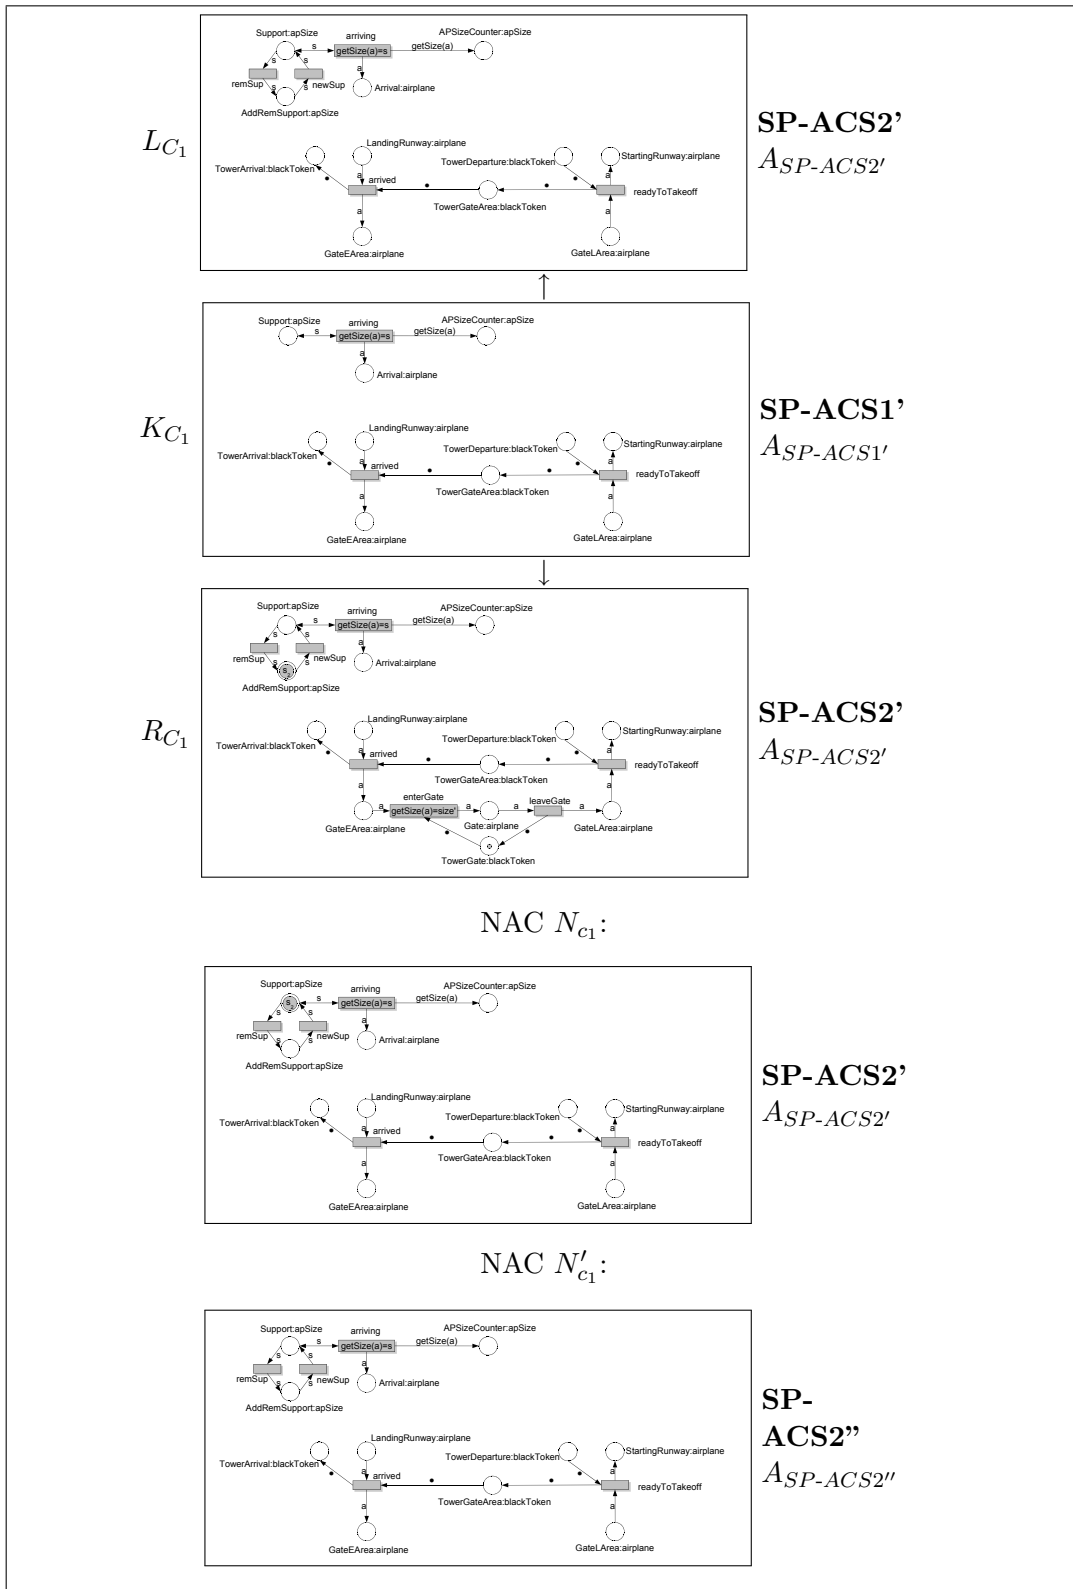 Support:apSize
arriving
APSizeCounter:apSize
s
getSize(a)=s
getSize(a)
s
s
a
remSup
s
s
newSup
Arrival:airplane
AddRemSupport:apSize
L_{C_1}
SP-ACS2'
A_{SP-ACS2'}
LandingRunway:airplane
TowerDeparture:blackToken
StartingRunway:airplane
TowerArrival:blackToken
a
arrived
a
readyToTakeoff
TowerGateArea:blackToken
a
a
GateEArea:airplane
GateLArea:airplane
Support:apSize
arriving
APSizeCounter:apSize
s
getSize(a)=s
getSize(a)
a
Arrival:airplane
K_{C_1}
SP-ACS1'
A_{SP-ACS1'}
LandingRunway:airplane
TowerDeparture:blackToken
StartingRunway:airplane
TowerArrival:blackToken
a
arrived
a
readyToTakeoff
TowerGateArea:blackToken
a
a
GateEArea:airplane
GateLArea:airplane
Support:apSize
arriving
APSizeCounter:apSize
s
getSize(a)=s
getSize(a)
s
s
a
remSup
s
s
newSup
Arrival:airplane
s_2
AddRemSupport:apSize
R_{C_1}
SP-ACS2'
A_{SP-ACS2'}
LandingRunway:airplane
TowerDeparture:blackToken
StartingRunway:airplane
TowerArrival:blackToken
a
arrived
a
readyToTakeoff
TowerGateArea:blackToken
a
a
enterGate
leaveGate
a
getSize(a)=size'
a
a
a
GateEArea:airplane
Gate:airplane
GateLArea:airplane
TowerGate:blackToken
NAC N_{c_1}:
Support:apSize
arriving
APSizeCounter:apSize
s_2
s
getSize(a)=s
getSize(a)
s
s
a
remSup
s
s
newSup
Arrival:airplane
AddRemSupport:apSize
SP-ACS2'
A_{SP-ACS2'}
LandingRunway:airplane
TowerDeparture:blackToken
StartingRunway:airplane
TowerArrival:blackToken
a
arrived
a
readyToTakeoff
TowerGateArea:blackToken
a
a
GateEArea:airplane
GateLArea:airplane
NAC N'_{c_1}:
Support:apSize
arriving
APSizeCounter:apSize
s
getSize(a)=s
getSize(a)
s
s
a
remSup
s
s
newSup
Arrival:airplane
AddRemSupport:apSize
SP-
ACS2”
A_{SP-ACS2''}
LandingRunway:airplane
TowerDeparture:blackToken
StartingRunway:airplane
TowerArrival:blackToken
a
arrived
a
readyToTakeoff
TowerGateArea:blackToken
a
a
GateEArea:airplane
GateLArea:airplane